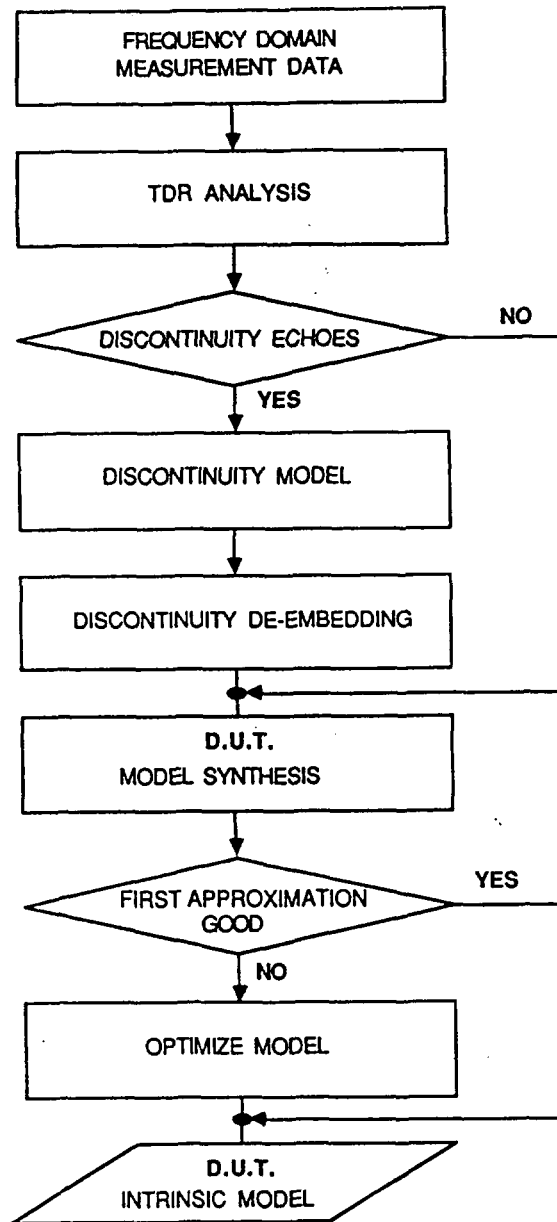 FREQUENCY DOMAIN
MEASUREMENT DATA
TDR ANALYSIS
DISCONTINUITY ECHOES
NO
YES
DISCONTINUITY MODEL
DISCONTINUITY DE-EMBEDDING
D.U.T.
MODEL SYNTHESIS
FIRST APPROXIMATION
GOOD
YES
NO
OPTIMIZE MODEL
D.U.T.
INTRINSIC MODEL